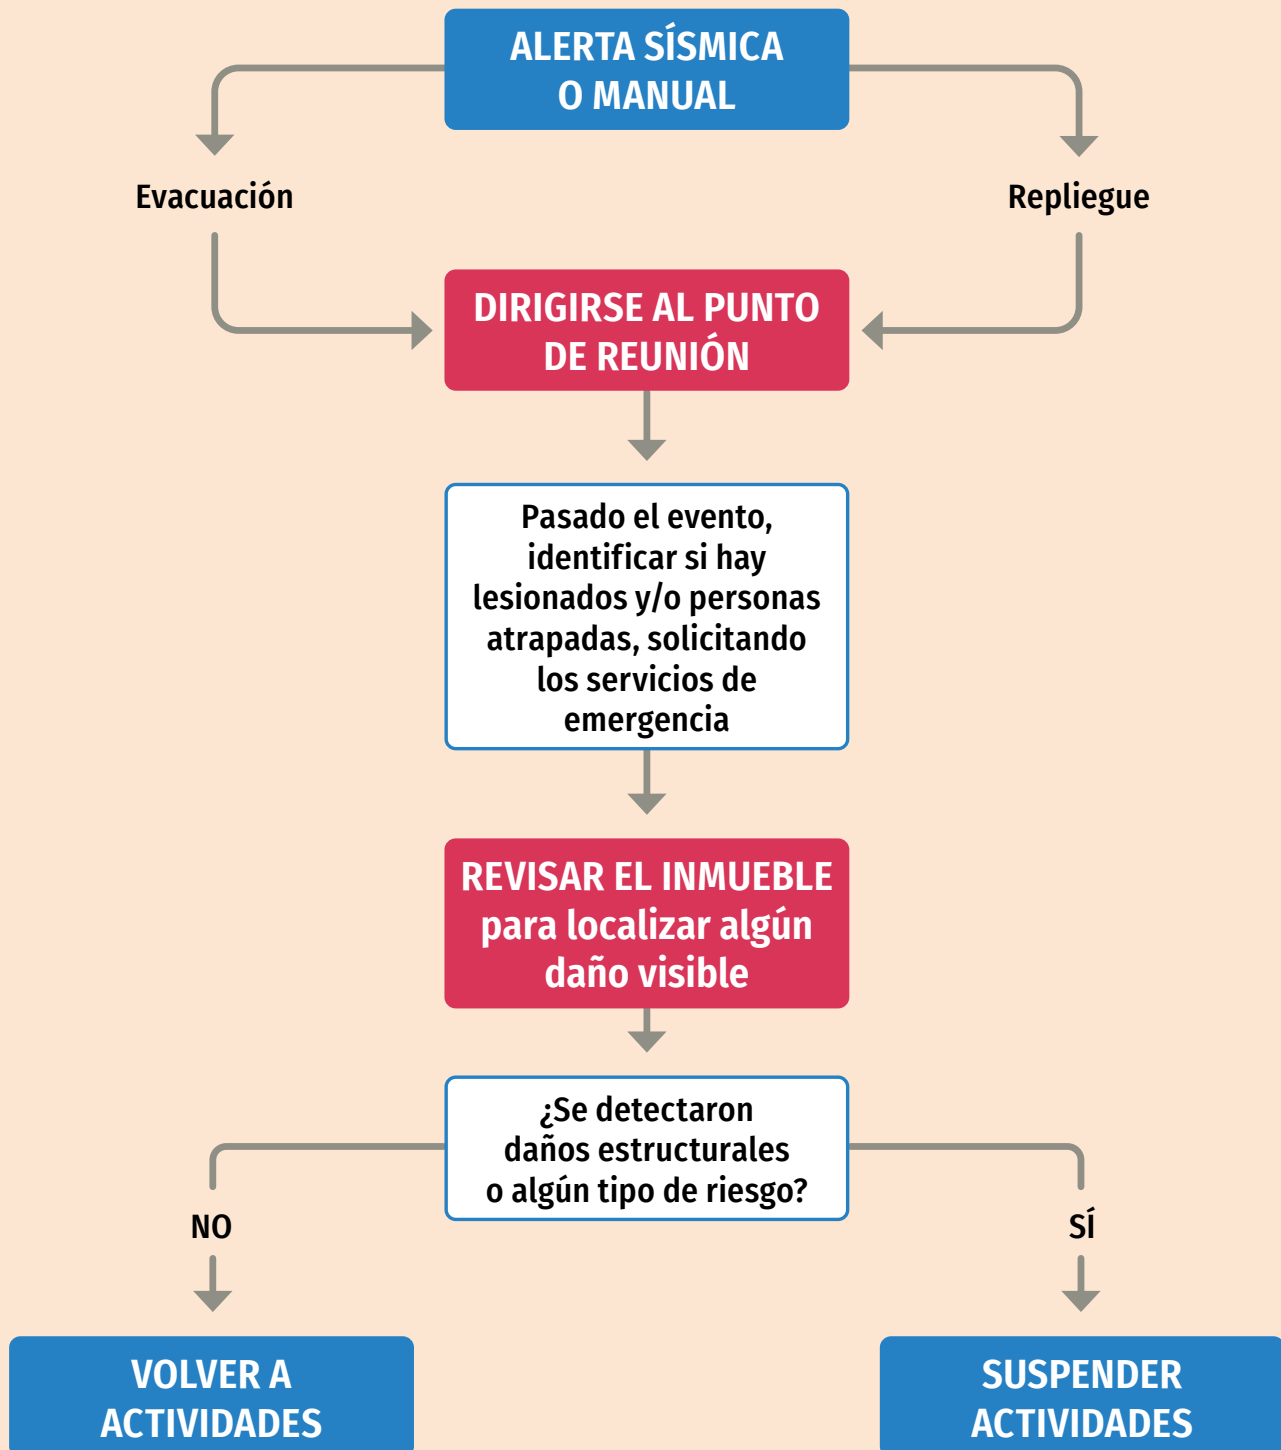 ALERTA SÍSMICA
O MANUAL
Evacuación
Repliegue
DIRIGIRSE AL PUNTO
DE REUNIÓN
Pasado el evento,
identificar si hay
lesionados y/o personas
atrapadas, solicitando
los servicios de
emergencia
REVISAR EL INMUEBLE
para localizar algún
daño visible
¿Se detectaron
daños estructurales
o algún tipo de riesgo?
NO
SÍ
VOLVER A
ACTIVIDADES
SUSPENDER
ACTIVIDADES